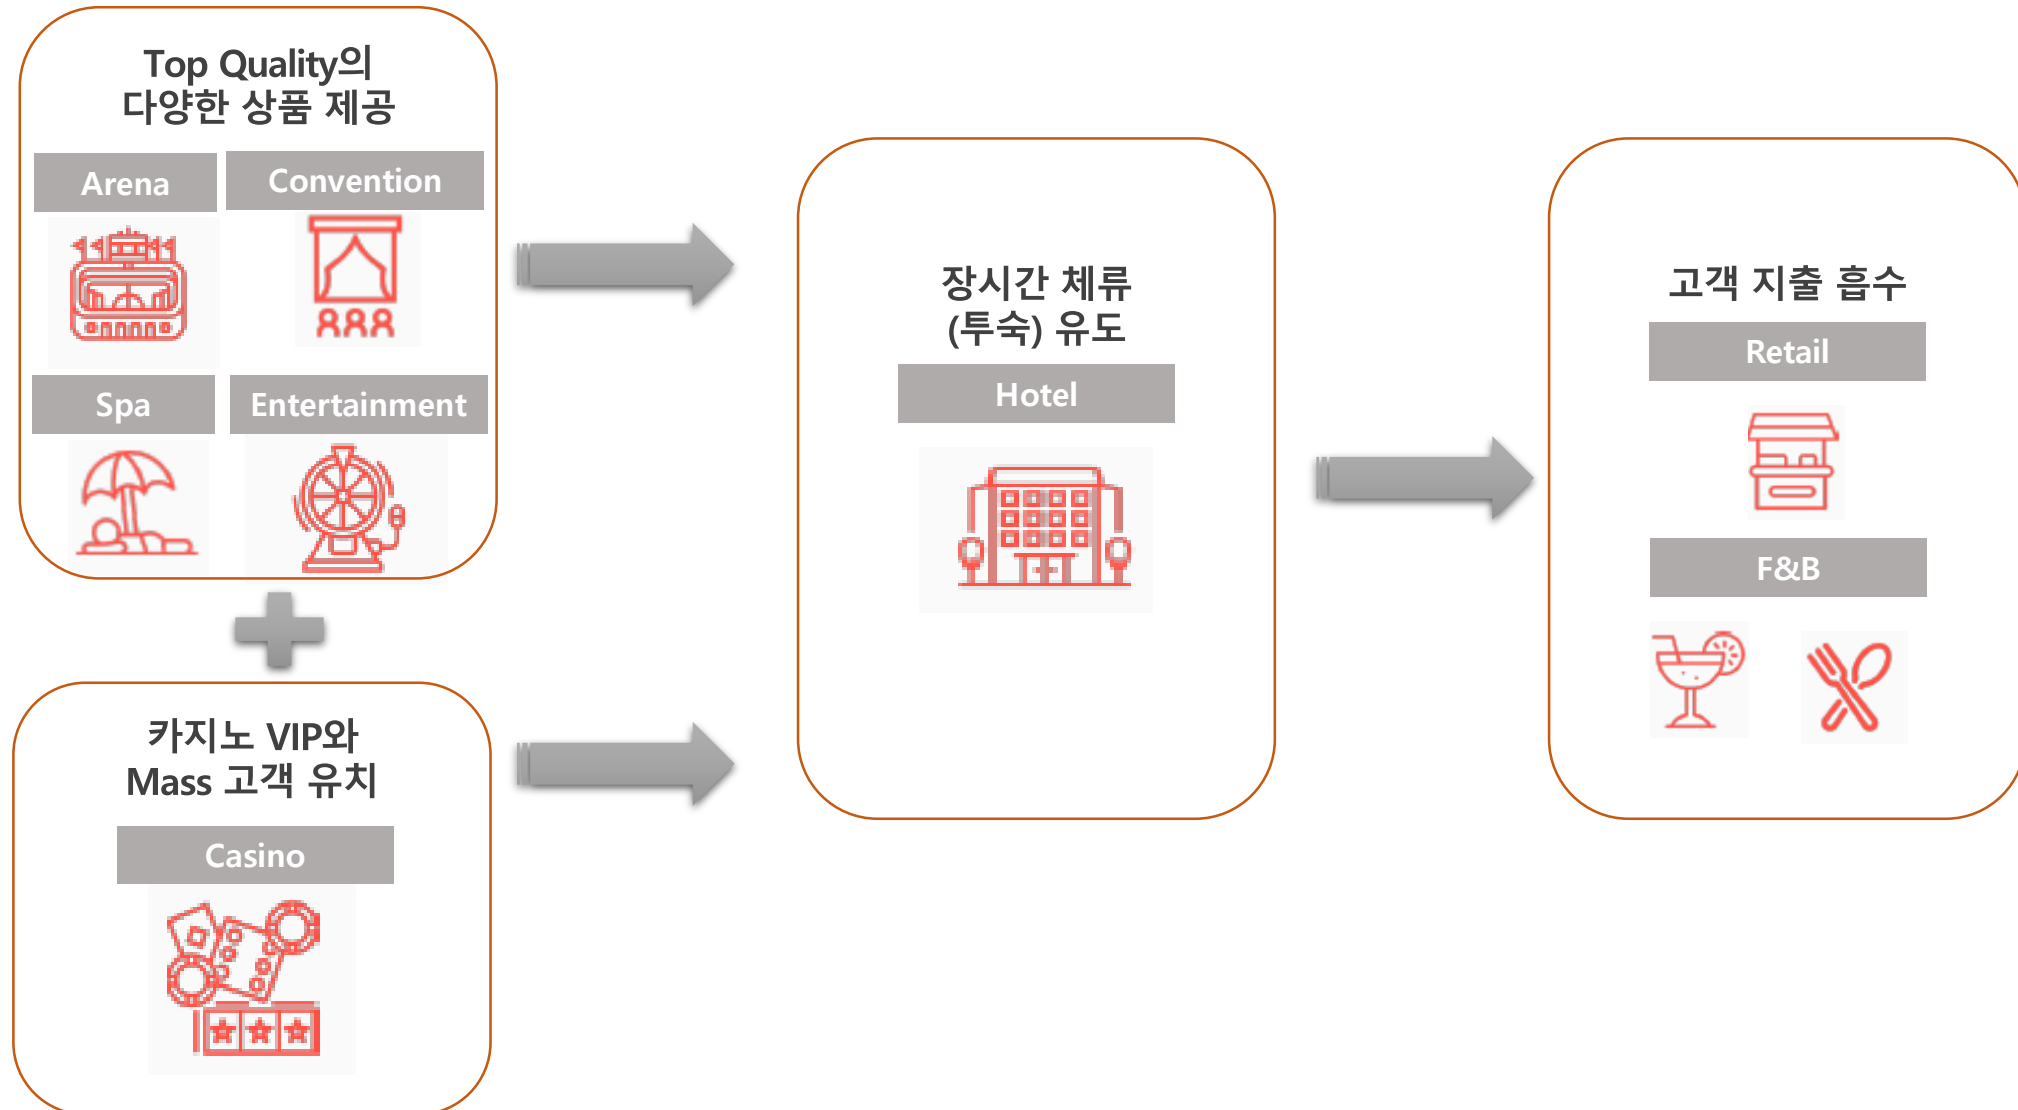 Top Quality의
다양한 상품 제공
Arena
Convention
Spa
Entertainment
카지노 VIP와
Mass 고객 유치
Casino
장시간 체류
(투숙) 유도
Hotel
고객 지출 흡수
Retail
F&B